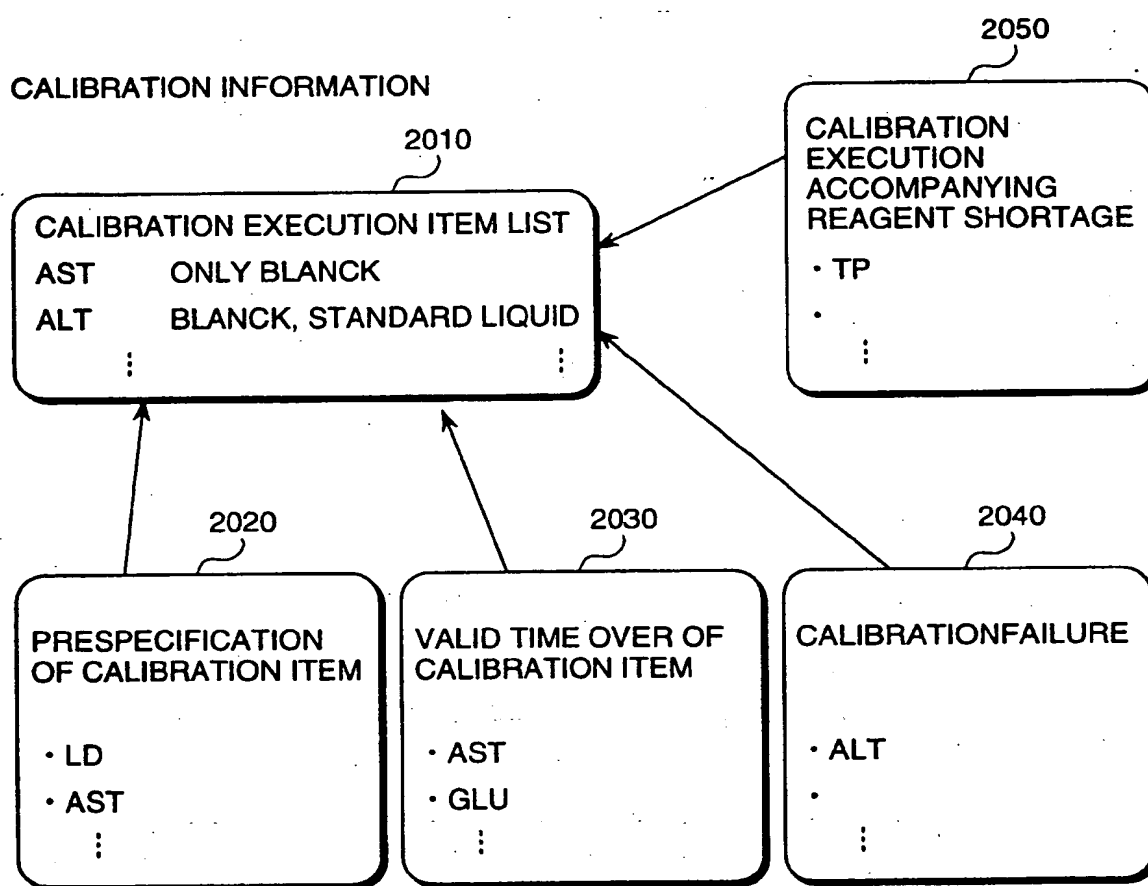 2050
CALIBRATION INFORMATION
2010
CALIBRATION
EXECUTION
ACCOMPANYING
REAGENT SHORTAGE
• TP
•
⋮
CALIBRATION EXECUTION ITEM LIST
AST ONLY BLANCK
ALT BLANCK, STANDARD LIQUID
⋮ ⋮
2020
2030
2040
PRESPECIFICATION
OF CALIBRATION ITEM
• LD
• AST
⋮
VALID TIME OVER OF
CALIBRATION ITEM
• AST
• GLU
⋮
CALIBRATIONFAILURE
• ALT
•
⋮